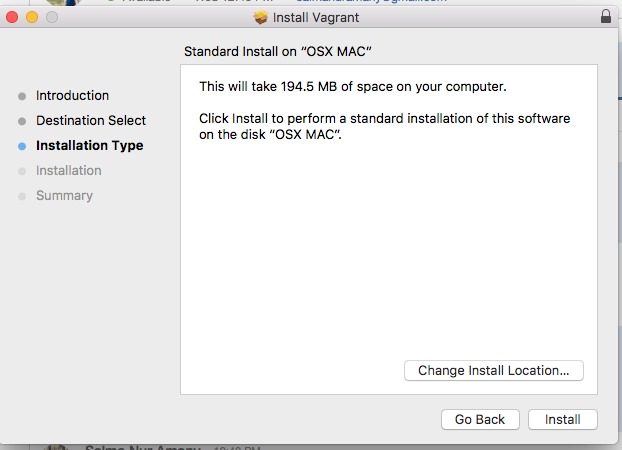 Install Vagrant
Standard Install on “OSX MAC”
This will take 194.5 MB of space on your computer.
Click Install to perform a standard installation of this software
on the disk “OSX MAC”.
Introduction
Destination Select
Installation Type
Installation
Summary
Change Install Location...
Go Back
Install